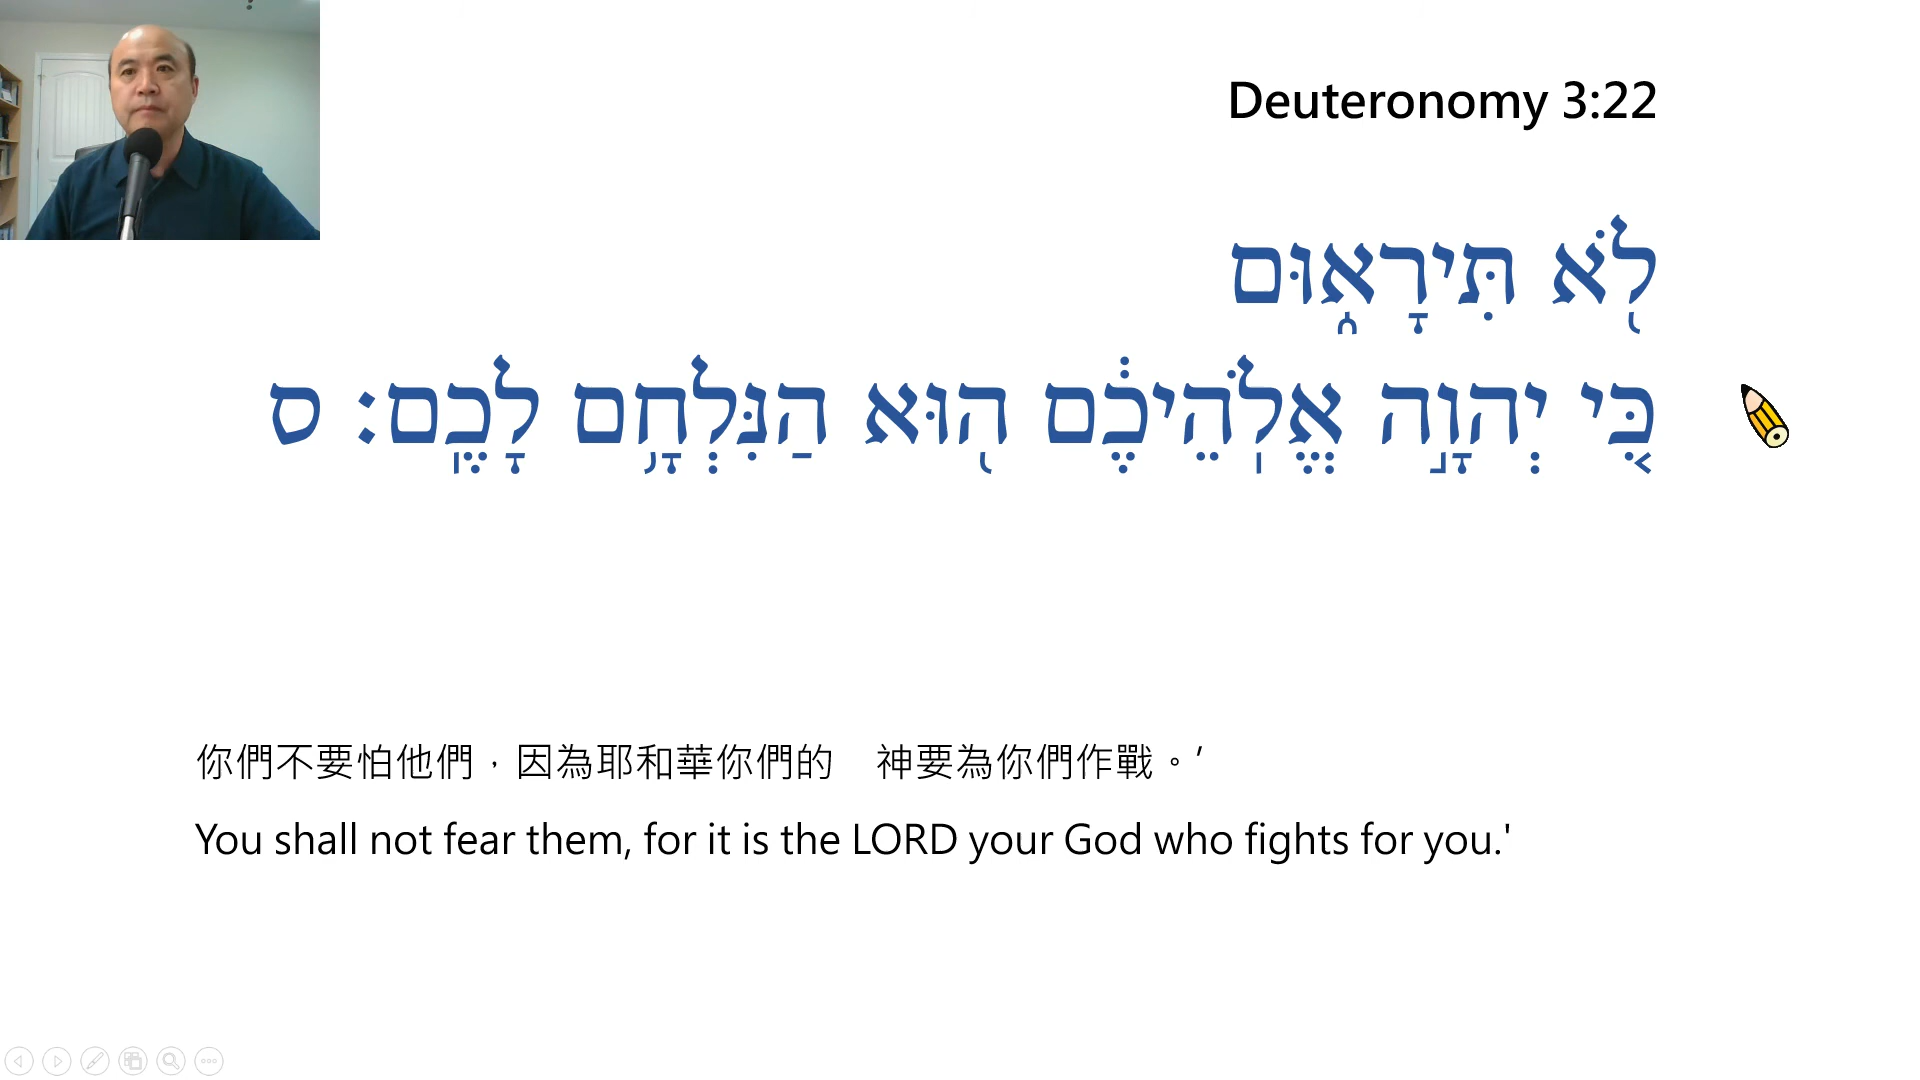 Deuteronomy 3:22
לֹ֖א תִּֽירָא֑וּם
כִּ֚י יְהוָ֣ה אֱלֹֽהֵיכֶ֔ם ה֖וּא הַנִּלְחָ֥ם לָכֶֽם׃ ס
你們不要怕他們，因為耶和華你們的　神要為你們作戰。’
You shall not fear them, for it is the LORD your God who fights for you.'